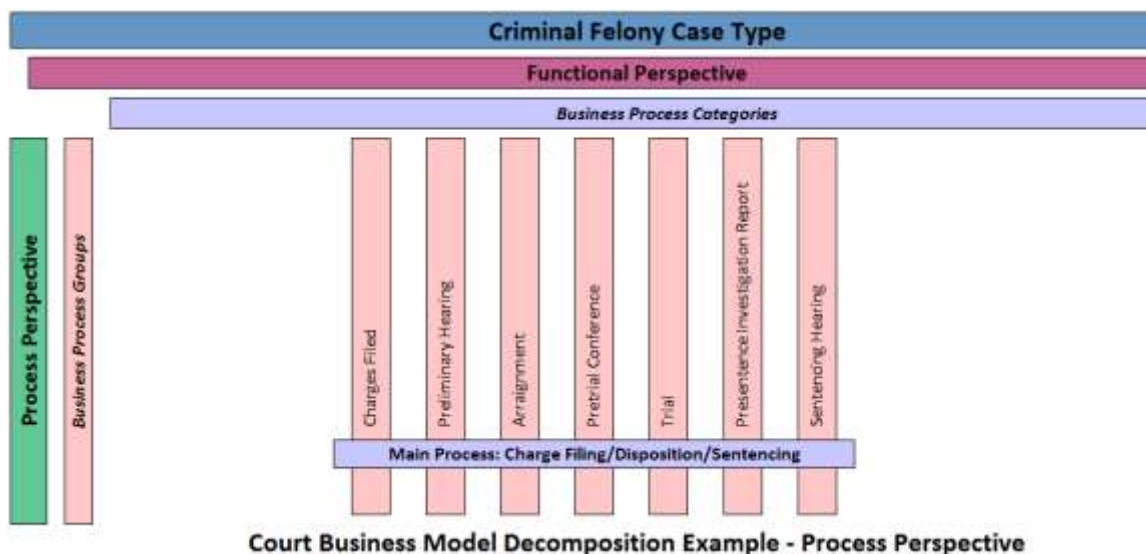 Criminal Felony Case Type
Functional Perspective
Business Process Categories
Process Perspective
Business Process Groups
Charges Filed
Preliminary Hearing
Arraignment
Pretrial Conference
Trial
Presentence Investigation Report
Sentencing Hearing
Main Process: Charge Filing/Disposition/Sentencing
Court Business Model Decomposition Example - Process Perspective